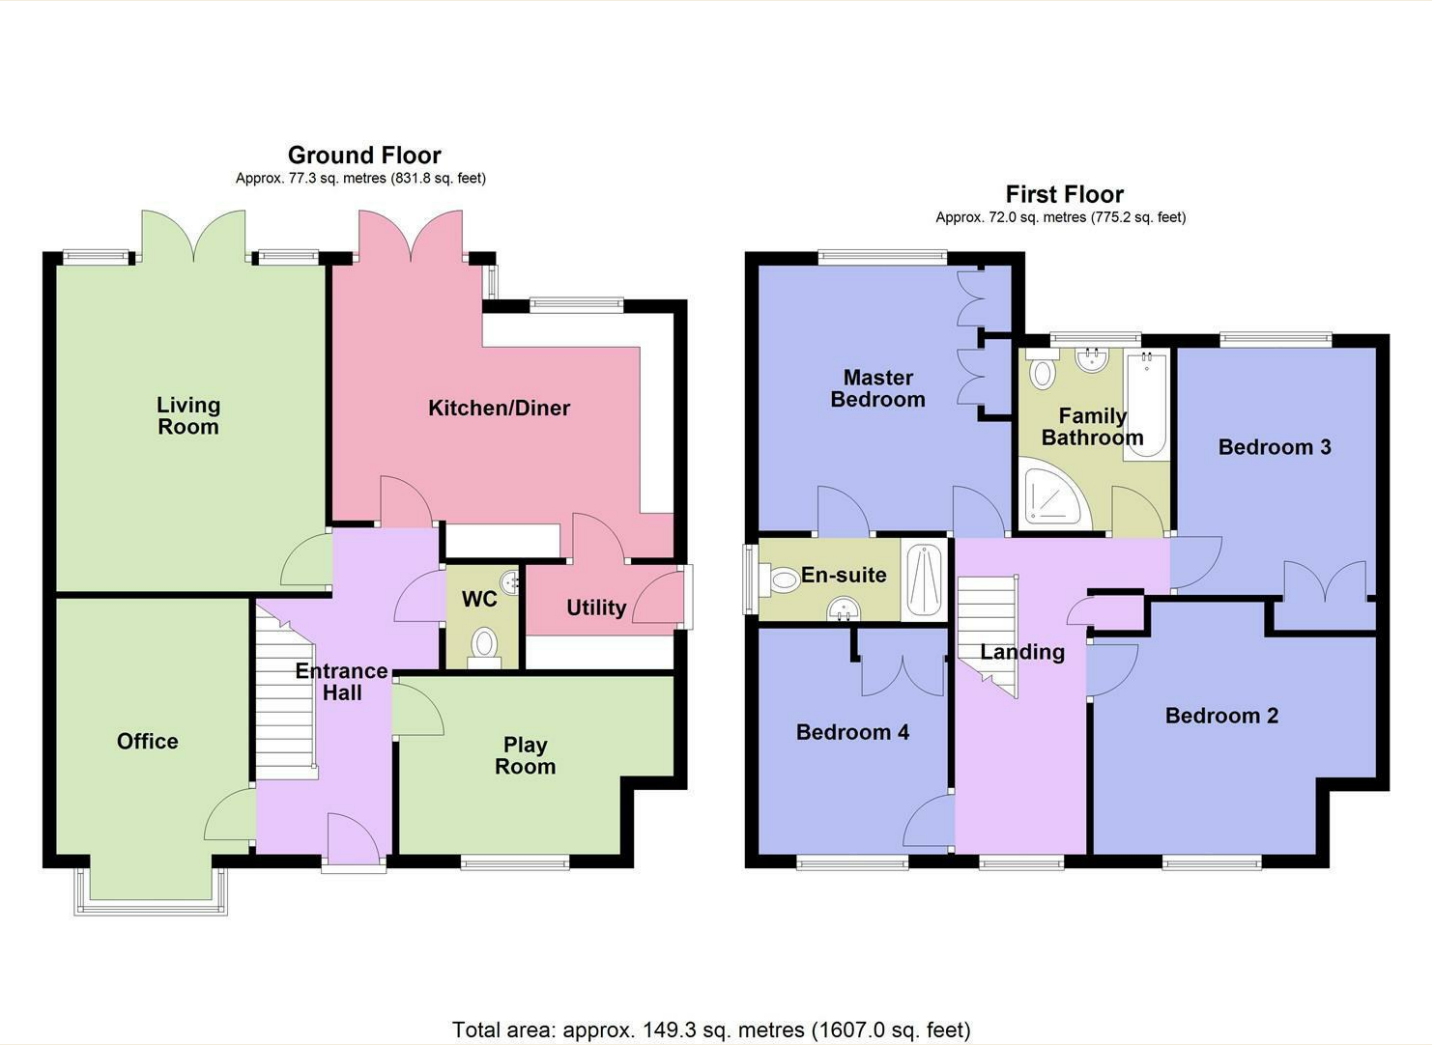 Ground Floor
Approx. 77.3 sq. metres (831.8 sq. feet)
Living
Room
Kitchen/Diner
WC
Utility
Entrance
Hall
Office
Play
Room
First Floor
Approx. 72.0 sq. metres (775.2 sq. feet)
Master
Bedroom
Family
Bathroom
Bedroom 3
En-suite
Landing
Bedroom 4
Bedroom 2
Total area: approx. 149.3 sq. metres (1607.0 sq. feet)